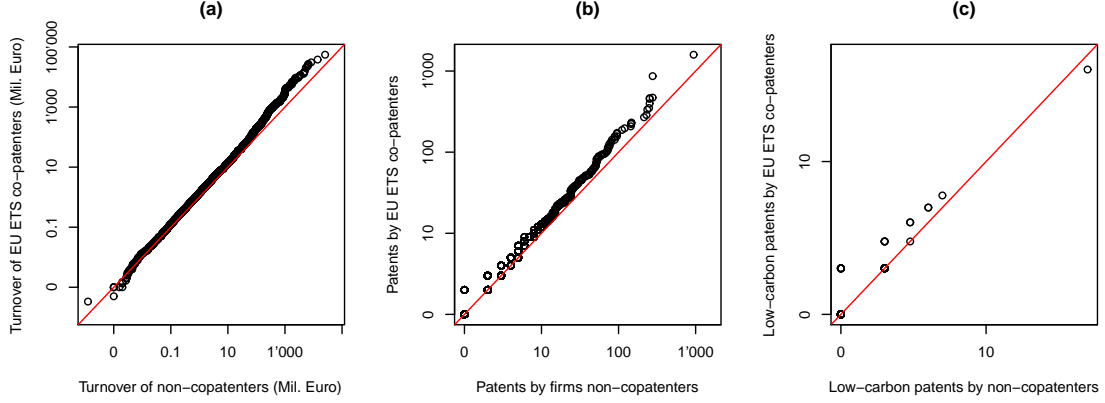 (a)
Turnover of EU ETS co−patenters (Mil. Euro)
100'000
1'000
10
0.1
0
0
0.1
10
1'000
Turnover of non−copatenters (Mil. Euro)
(b)
Patents by EU ETS co−patenters
1'000
100
10
0
0
10
100
1'000
Patents by firms non−copatenters
(c)
Low−carbon patents by EU ETS co−patenters
10
0
0
10
Low−carbon patents by non−copatenters